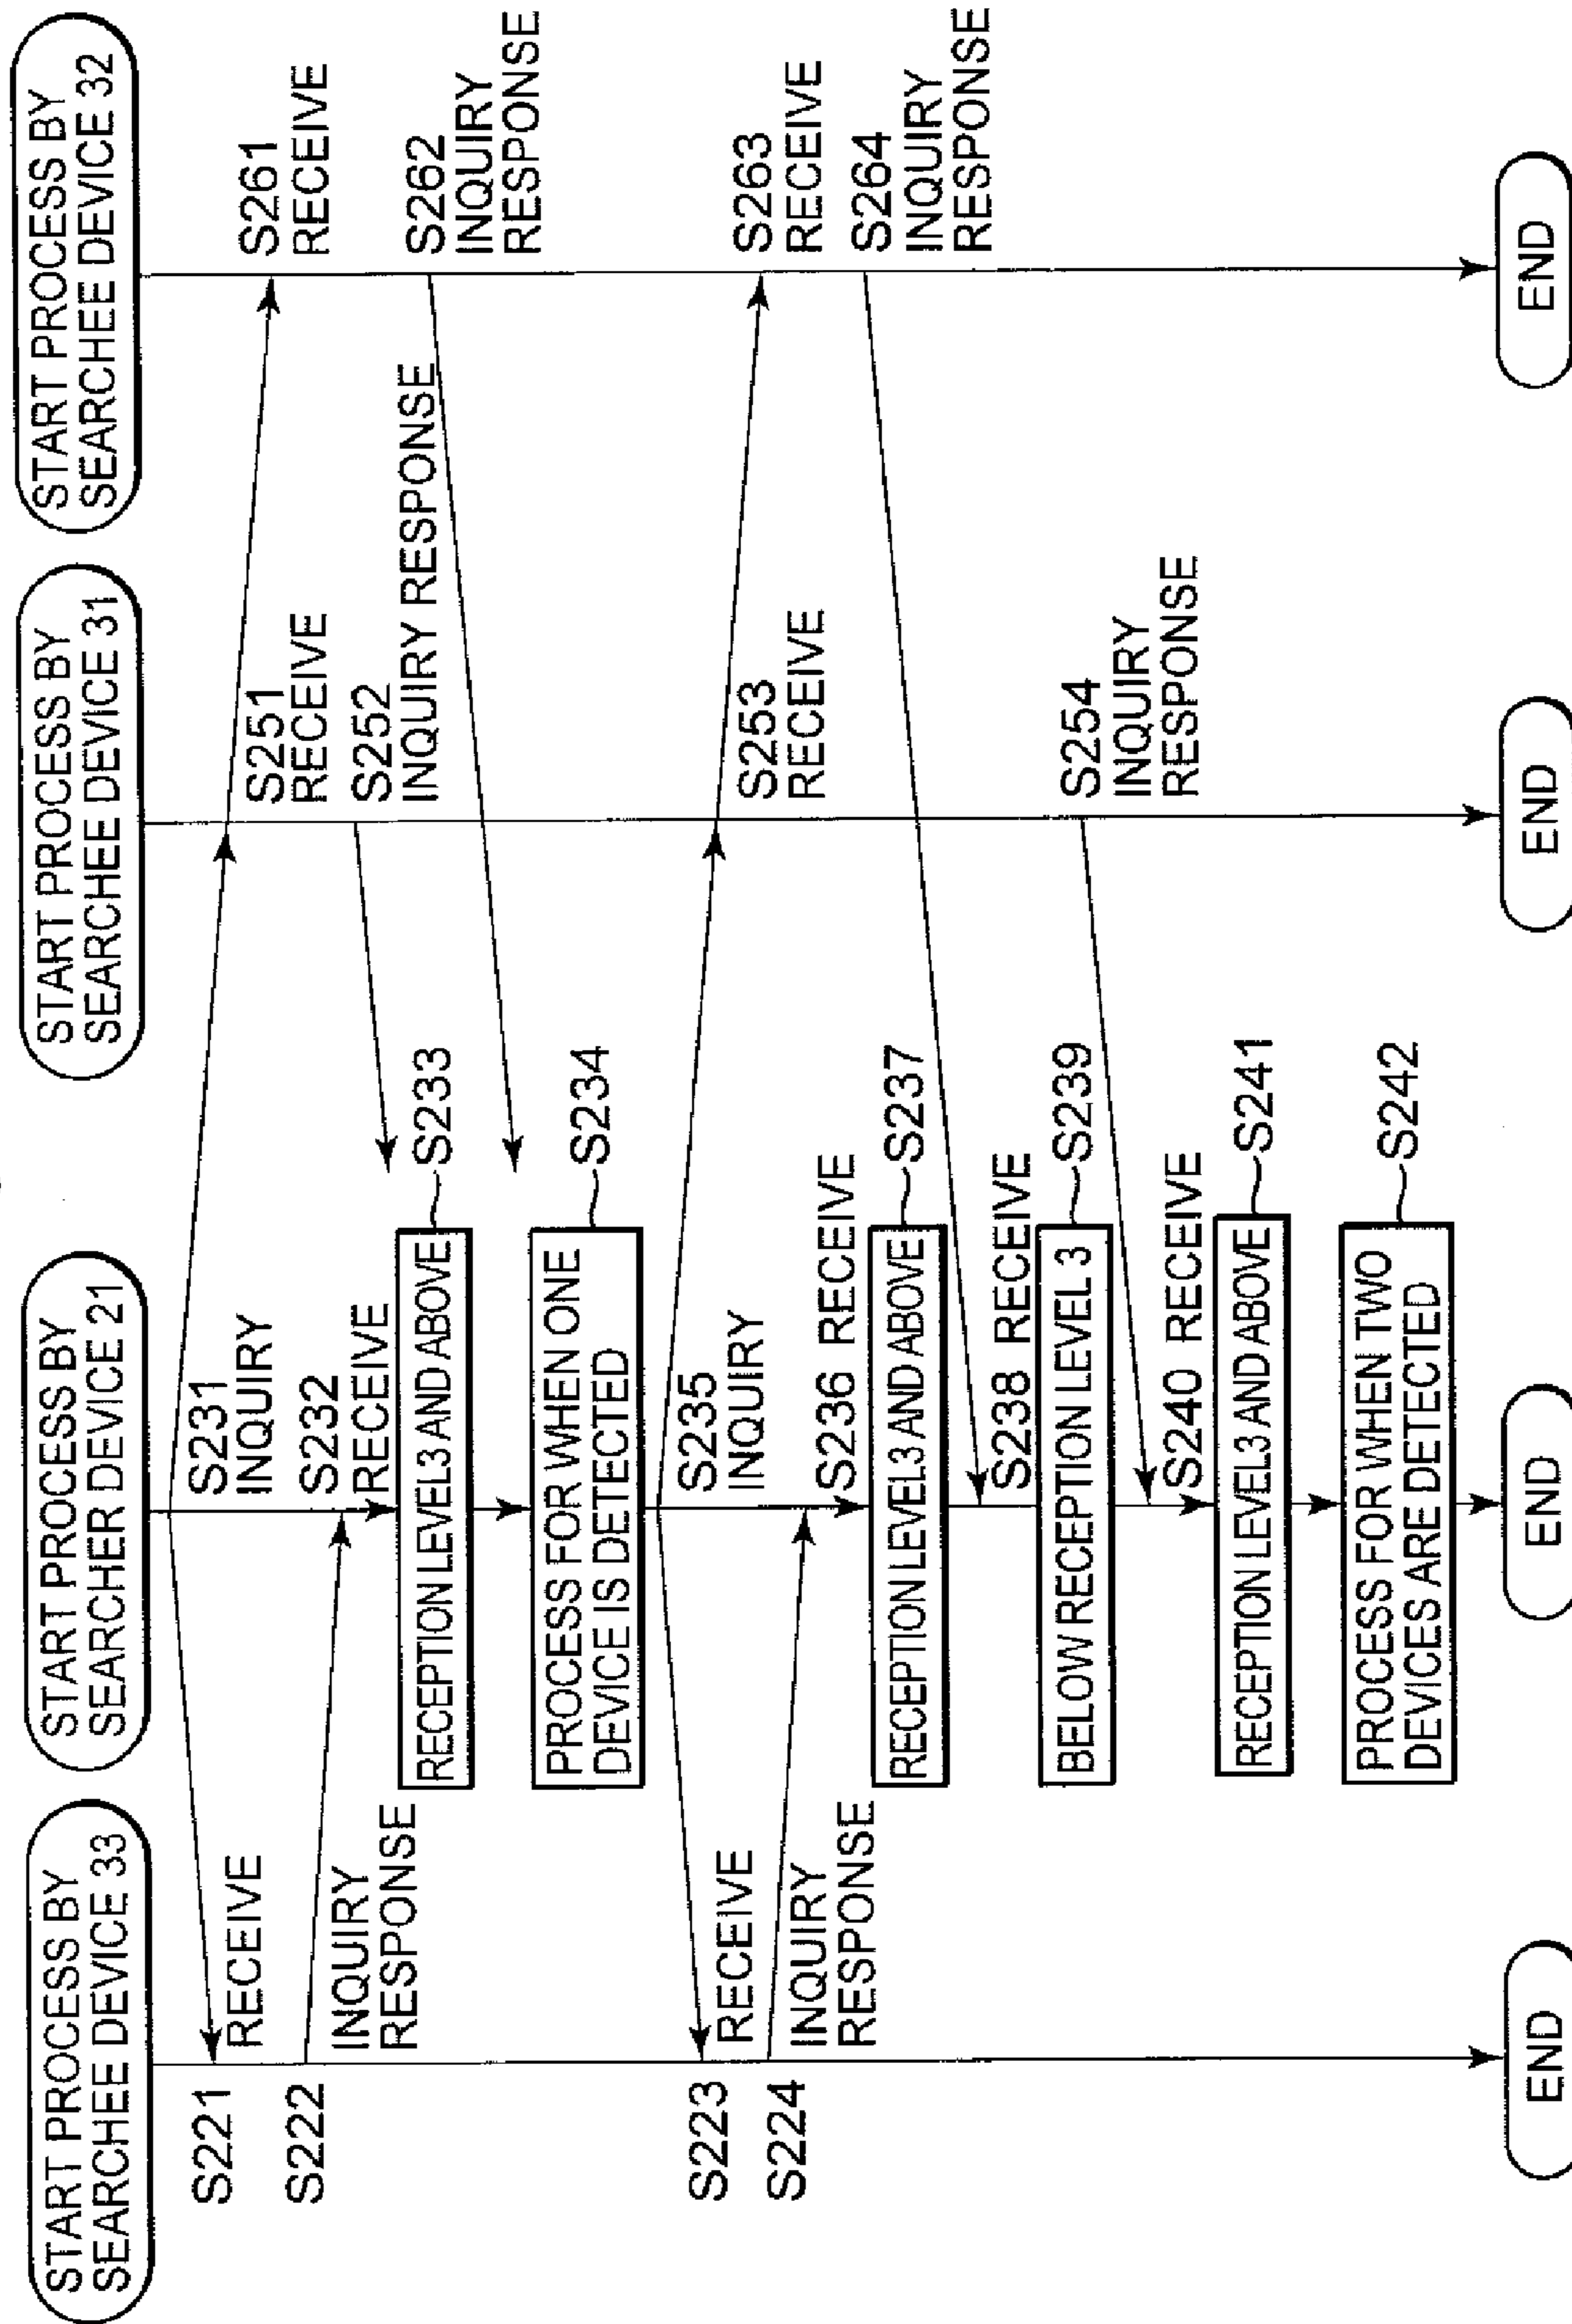 START PROCESS BY
SEARCHEE DEVICE 33
START PROCESS BY
SEARCHER DEVICE 21
START PROCESS BY
SEARCHEE DEVICE 31
START PROCESS BY
SEARCHEE DEVICE 32
S221
RECEIVE
S231
INQUIRY
S251
RECEIVE
S261
RECEIVE
S222
INQUIRY
RESPONSE
S232
RECEIVE
S252
INQUIRY RESPONSE
S262
INQUIRY
RESPONSE
RECEPTION LEVEL3 AND ABOVE
S233
PROCESS FOR WHEN ONE
DEVICE IS DETECTED
S234
S223
RECEIVE
S235
INQUIRY
S253
RECEIVE
S263
RECEIVE
S224
INQUIRY
RESPONSE
S236 RECEIVE
S264
INQUIRY
RESPONSE
RECEPTION LEVEL3 AND ABOVE
S237
S238 RECEIVE
BELOW RECEPTION LEVEL 3
S239
S254
INQUIRY
RESPONSE
S240 RECEIVE
RECEPTION LEVEL3 AND ABOVE
S241
PROCESS FOR WHEN TWO
DEVICES ARE DETECTED
S242
END
END
END
END